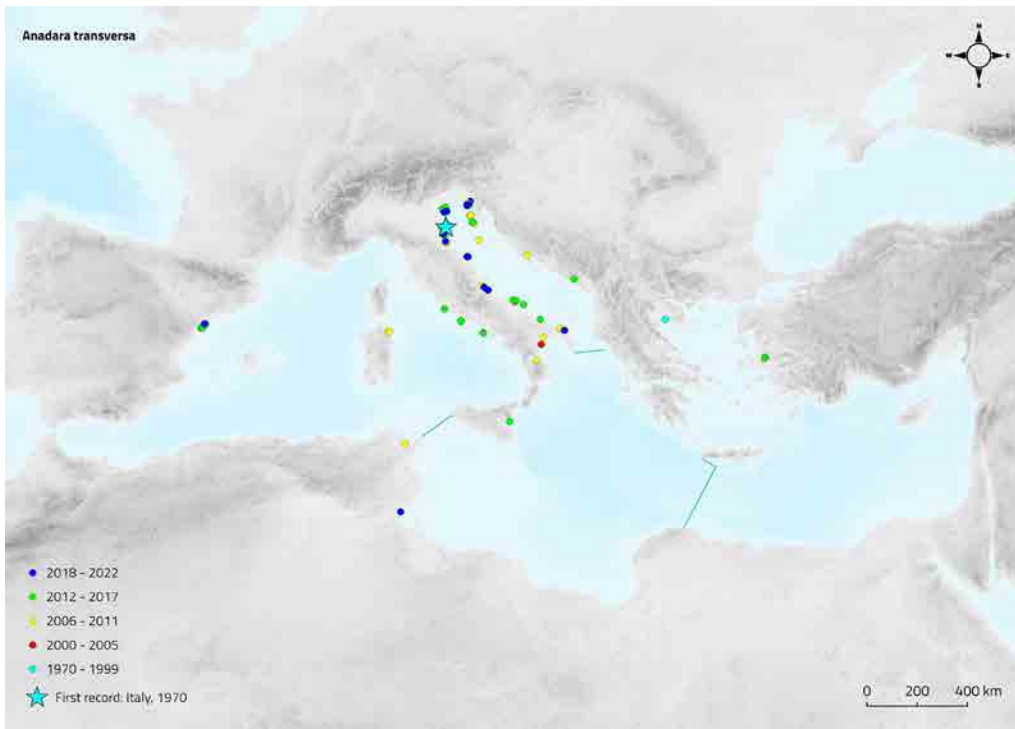 Anadara transversa
N
W
E
S
2018 - 2022
2012 - 2017
2006 - 2011
2000 - 2005
1970 - 1999
First record: Italy, 1970
0 200 400 km